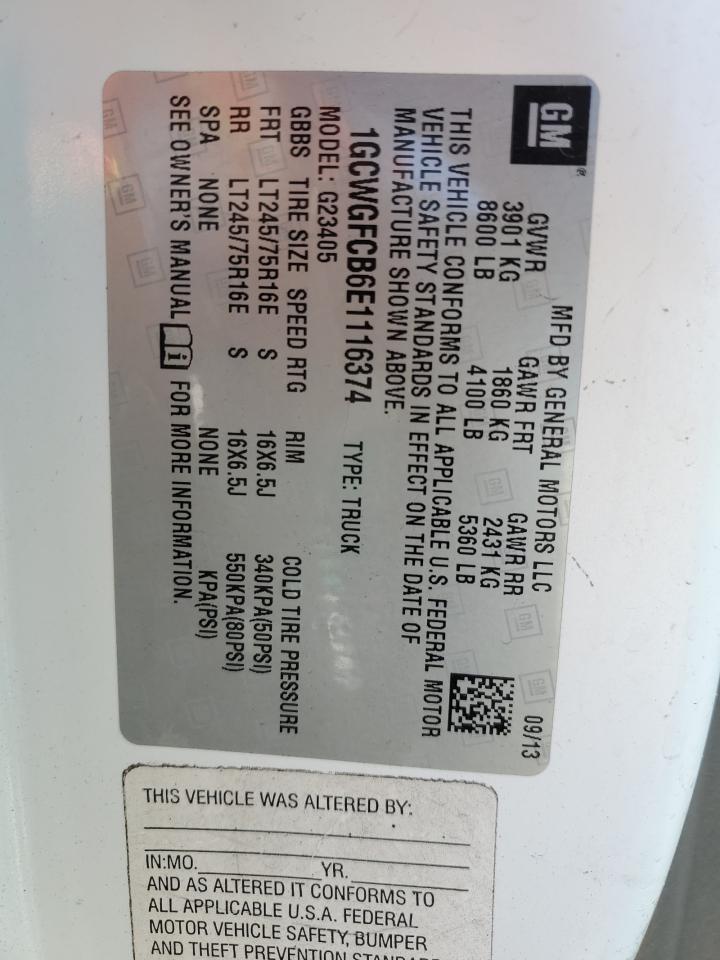 GM
MFD BY GENERAL MOTORS LLC 09/13
GVWR GAWR FRT GAWR RR
3901 KG 1860 KG 2431 KG
8600 LB 4100 LB 5360 LB
THIS VEHICLE CONFORMS TO ALL APPLICABLE U.S. FEDERAL MOTOR
VEHICLE SAFETY STANDARDS IN EFFECT ON THE DATE OF
MANUFACTURE SHOWN ABOVE.
1GCWGFCB6E1116374 TYPE: TRUCK
MODEL: G23405
GBBS TIRE SIZE SPEED RTG RIM COLD TIRE PRESSURE
FRT LT245/75R16E S 16X6.5J 340KPA(50PSI)
RR LT245/75R16E S 16X6.5J 550KPA(80PSI)
SPA NONE NONE KPA(PSI)
SEE OWNER'S MANUAL FOR MORE INFORMATION.
THIS VEHICLE WAS ALTERED BY:
IN:MO. YR.
AND AS ALTERED IT CONFORMS TO
ALL APPLICABLE U.S.A. FEDERAL
MOTOR VEHICLE SAFETY, BUMPER
AND THEFT PREVENTION